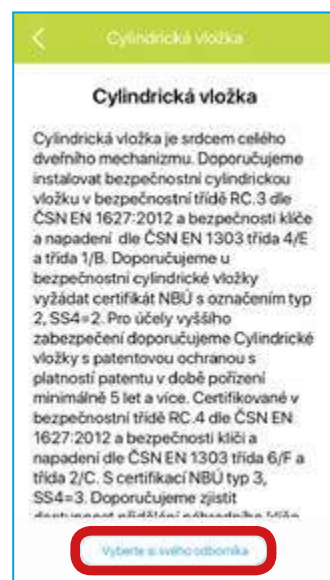 Cylindrická vložka
Cylindrická vložka
Cylindrická vložka je srdcem celého
dveřního mechanizmu. Doporučujeme
instalovat bezpečnostní cylindrickou
vložku v bezpečnostní třídě RC.3 dle
ČSN EN 1627:2012 a bezpečnosti klíče
a napadení dle ČSN EN 1303 třída 4/E
a třída 1/B. Doporučujeme u
bezpečnostní cylindrické vložky
vyžádat certifikát NBÚ s označením typ
2, SS4=2. Pro účely vyššího
zabezpečení doporučujeme Cylindrické
vložky s patentovou ochranou s
platností patentu v době pořízení
minimálně 5 let a více. Certifikované v
bezpečnostní třídě RC.4 dle ČSN EN
1627:2012 a bezpečnosti klíči a
napadení dle ČSN EN 1303 třída 6/F a
třída 2/C. S certifikací NBÚ typ 3,
SS4=3. Doporučujeme zjistit
Vyberte si svého odborníka